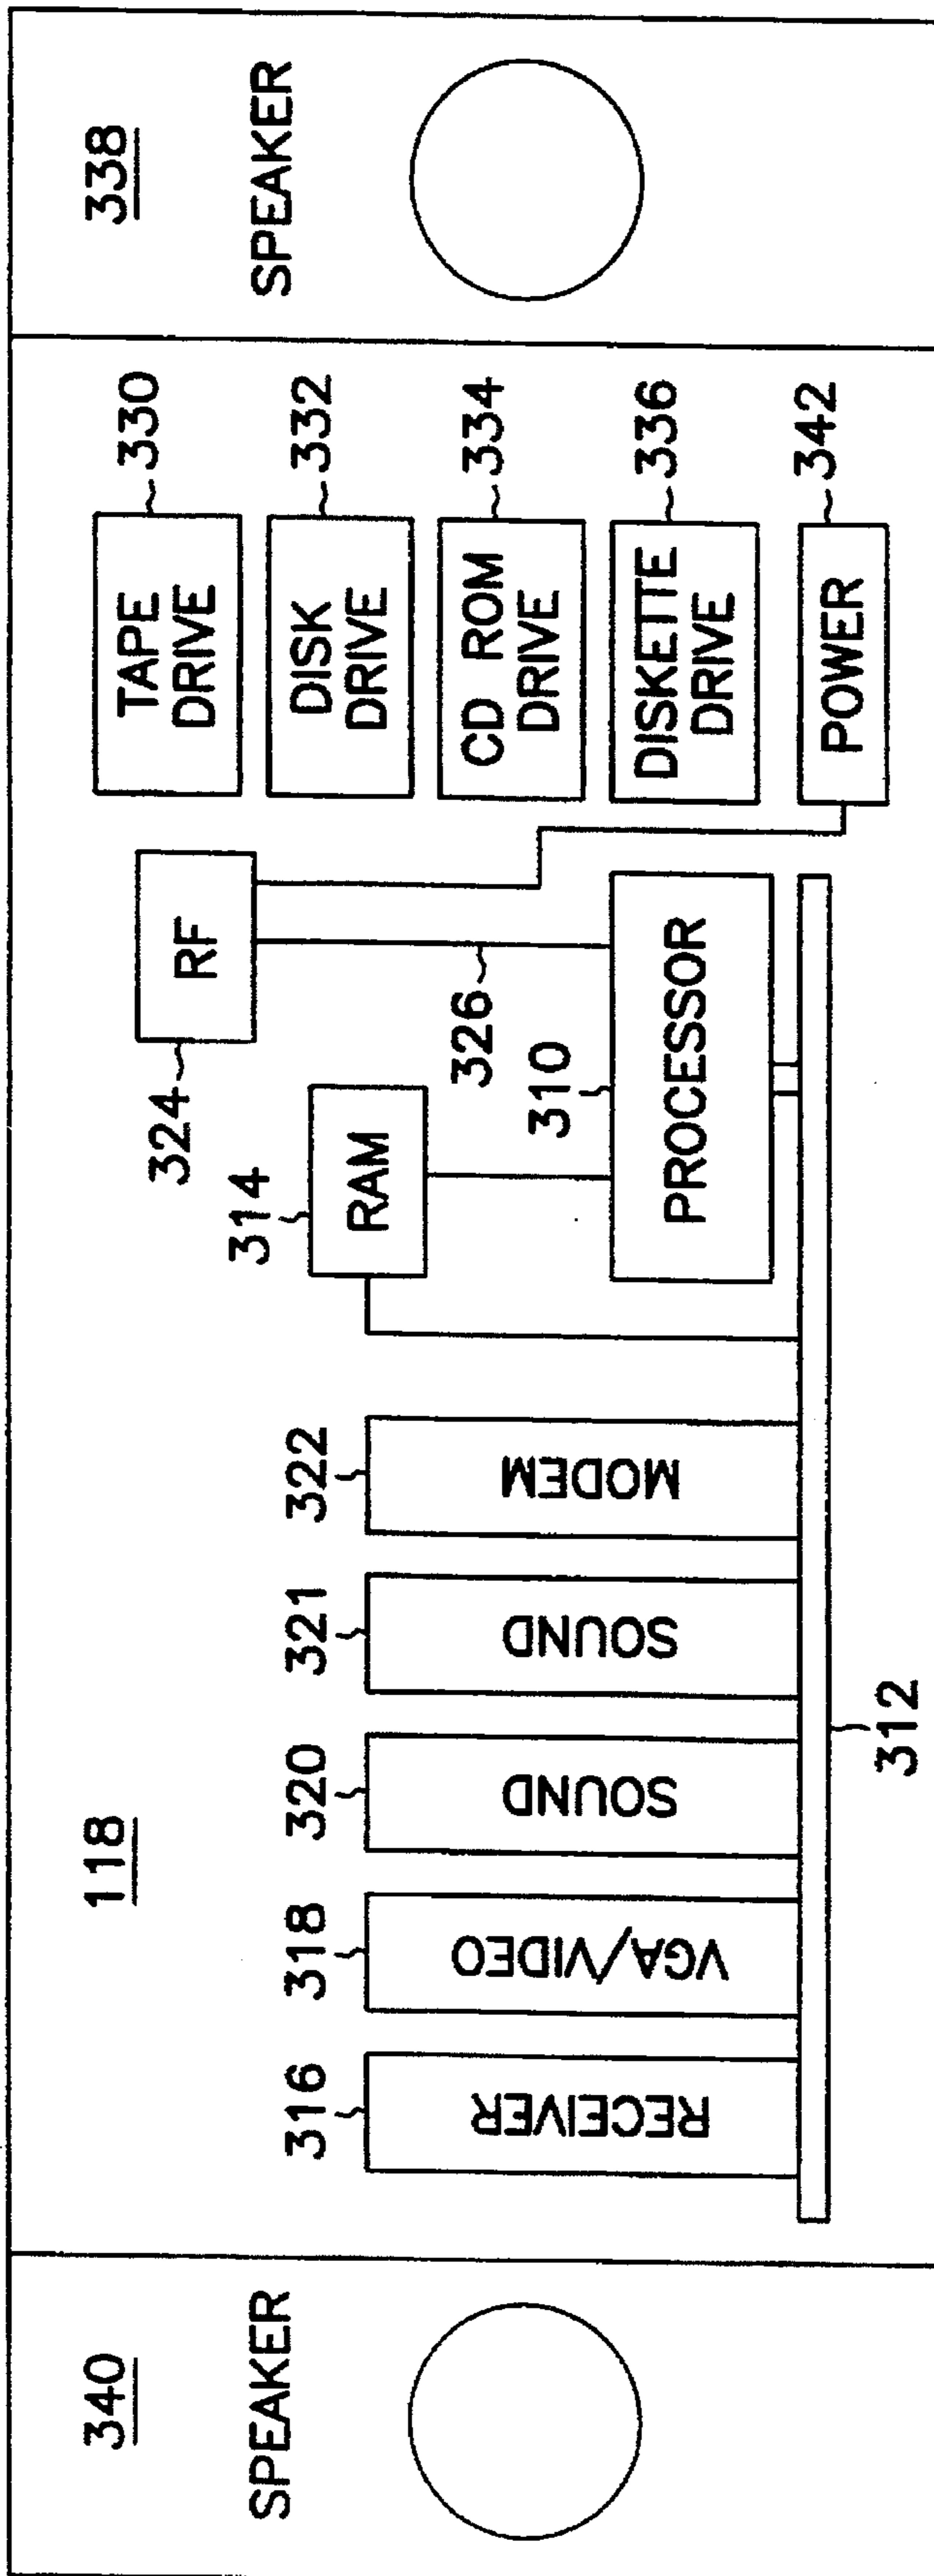 340
SPEAKER
118
316
RECEIVER
318
VGA/VIDEO
320
SOUND
321
SOUND
322
MODEM
312
314
RAM
324
RF
326
310
PROCESSOR
TAPE
DRIVE
330
DISK
DRIVE
332
CD ROM
DRIVE
334
DISKETTE
DRIVE
336
POWER
342
338
SPEAKER